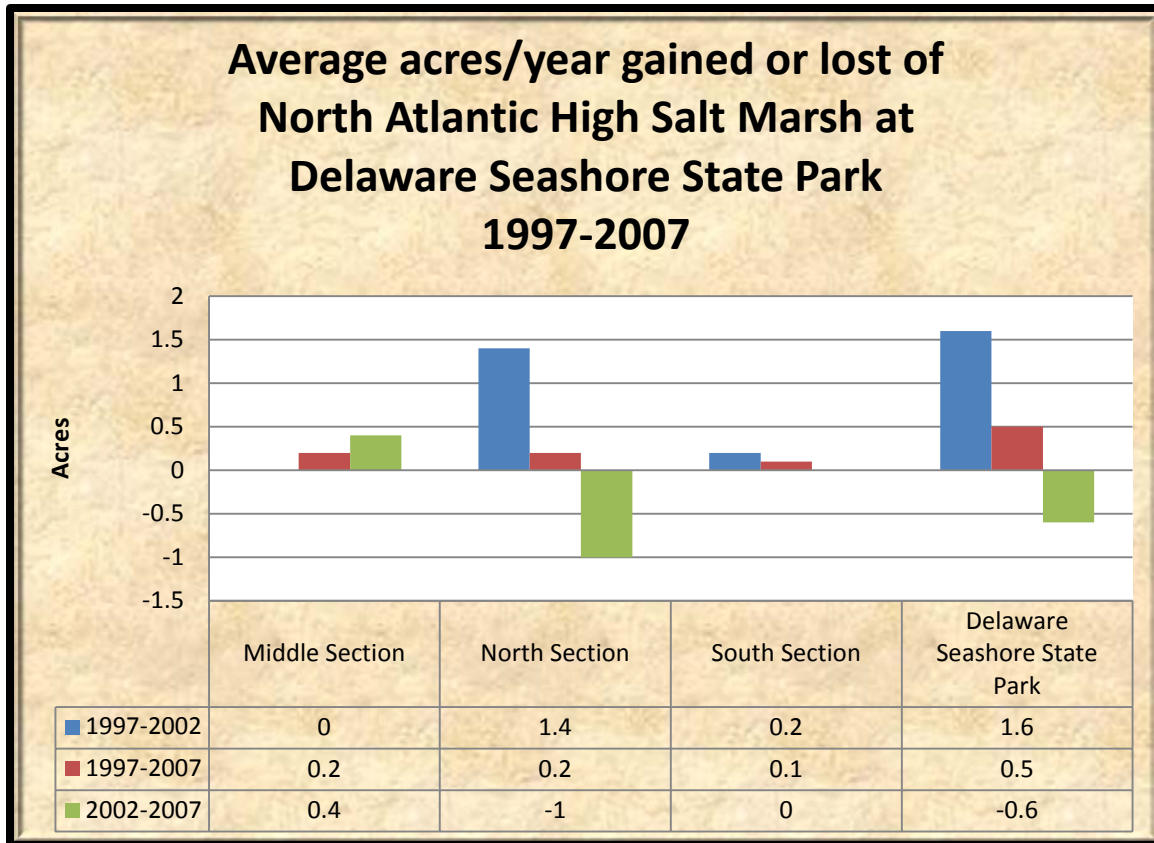 Average acres/year gained or lost of
North Atlantic High Salt Marsh at
Delaware Seashore State Park
1997-2007
Acres
2
1.5
1
0.5
0
-0.5
-1
-1.5
Middle Section North Section South Section Delaware Seashore State Park
1997-2002 0 1.4 0.2 1.6
1997-2007 0.2 0.2 0.1 0.5
2002-2007 0.4 -1 0 -0.6